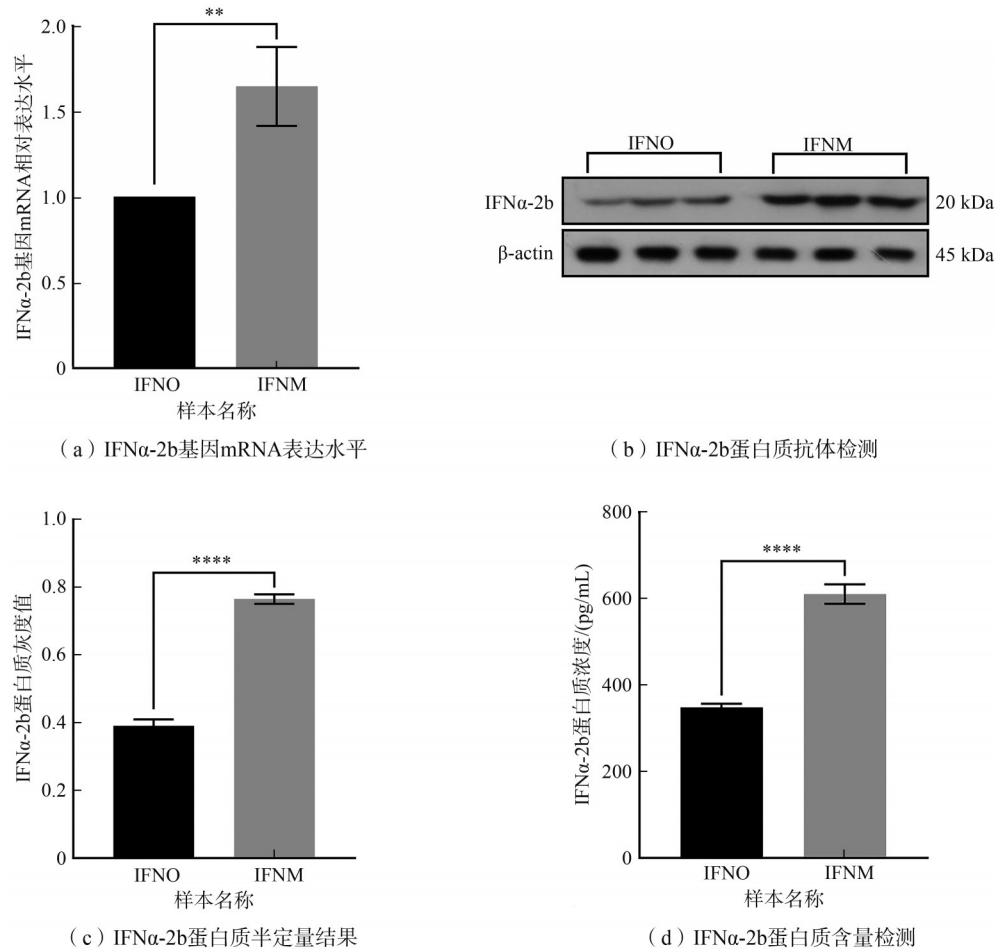 2.0
1.5
1.0
0.5
0
**
IFNα-2b基因mRNA相对表达水平
IFNO
IFNM
样本名称
（a）IFNα-2b基因mRNA表达水平
IFNO
IFNM
IFNα-2b
20 kDa
β-actin
45 kDa
（b）IFNα-2b蛋白质抗体检测
1.0
0.8
0.6
0.4
0.2
0
****
IFNα-2b蛋白质灰度值
IFNO
IFNM
样本名称
（c）IFNα-2b蛋白质半定量结果
800
600
400
200
0
****
IFNα-2b蛋白质浓度/(pg/mL)
IFNO
IFNM
样本名称
（d）IFNα-2b蛋白质含量检测